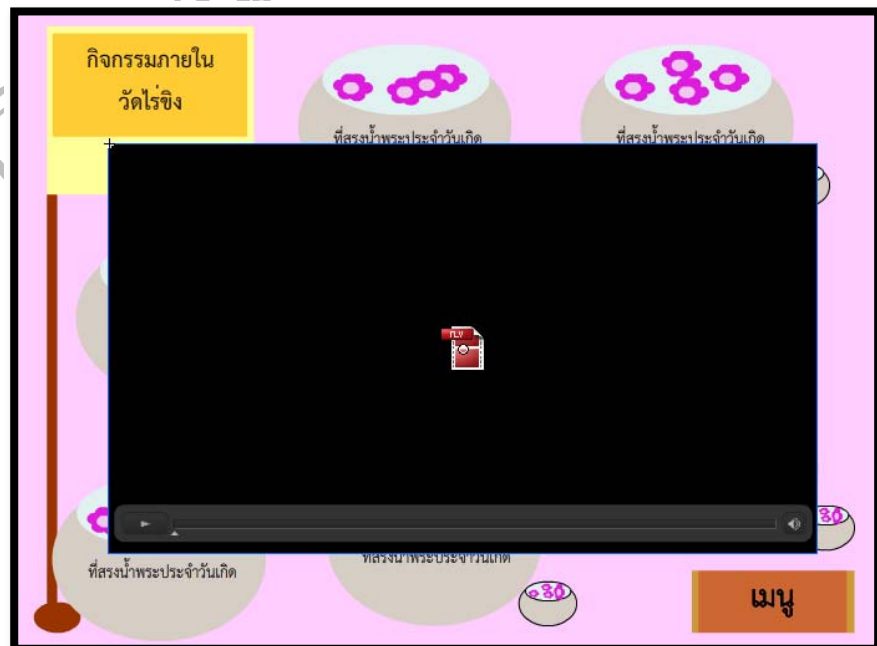 กิจกรรมภายใน
วัดไร่ขิง
ที่สรงน้ำพระประจำวันเกิด
ที่สรงน้ำพระประจำวันเกิด
FLV
ที่สรงน้ำพระประจำวันเกิด
ที่สรงน้ำพระประจำวันเกิด
เมนู